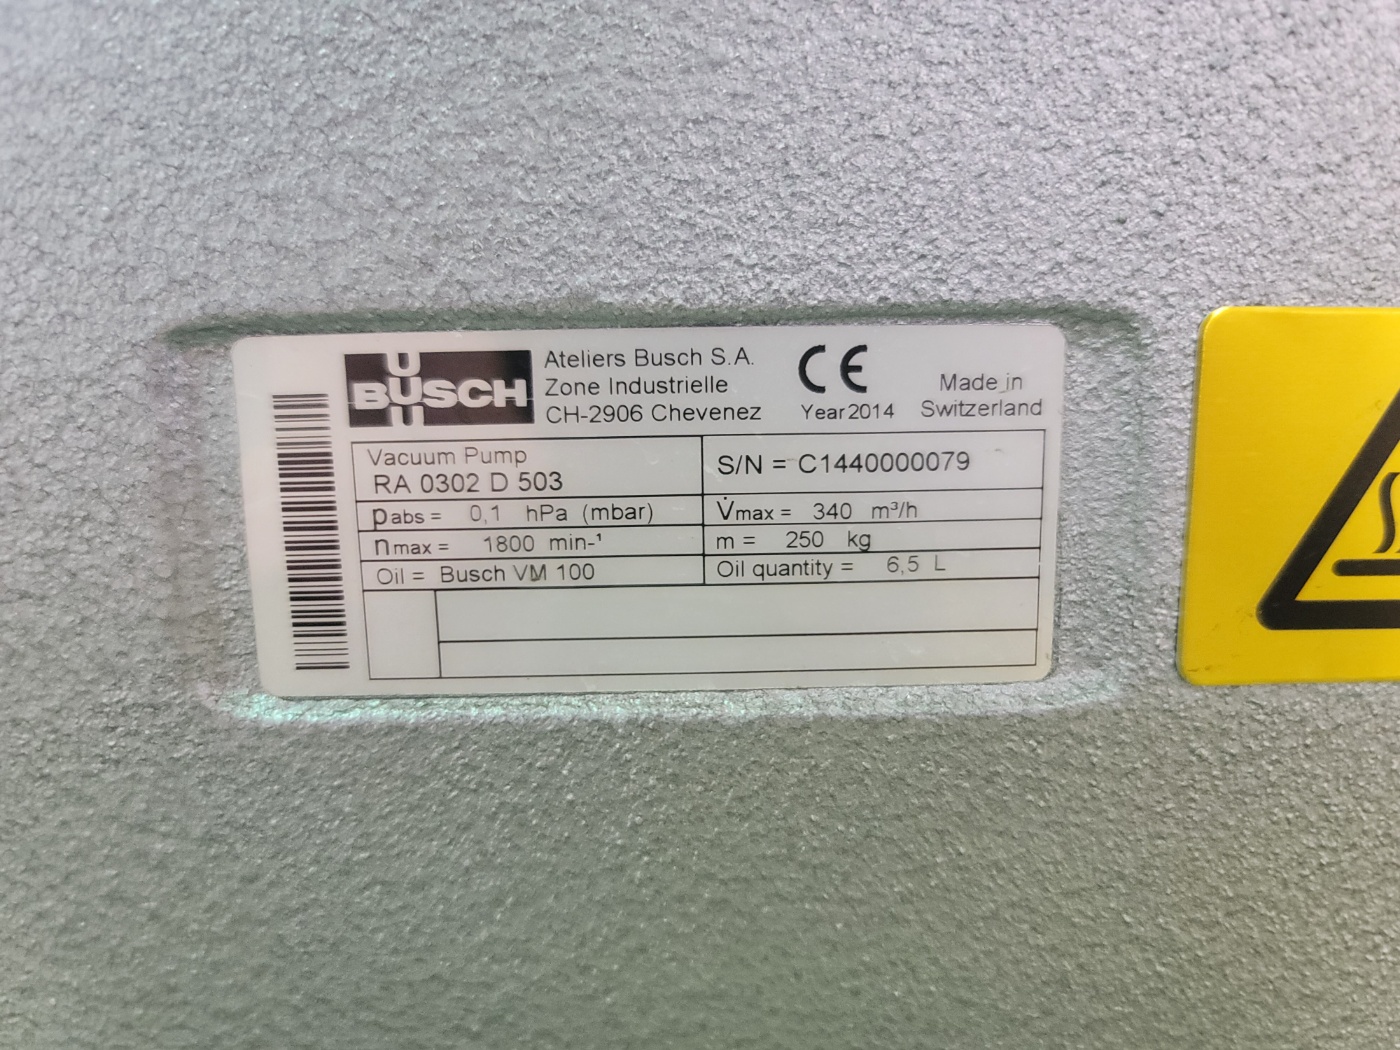 BUSCH
Ateliers Busch S.A.
Zone Industrielle
CH-2906 Chevenez
CE
Year 2014
Made in
Switzerland
Vacuum Pump
RA 0302 D 503
S/N = C1440000079
pabs = 0,1 hPa (mbar)
V̇max = 340 m³/h
nmax = 1800 min-¹
m = 250 kg
Oil = Busch VM 100
Oil quantity = 6,5 L